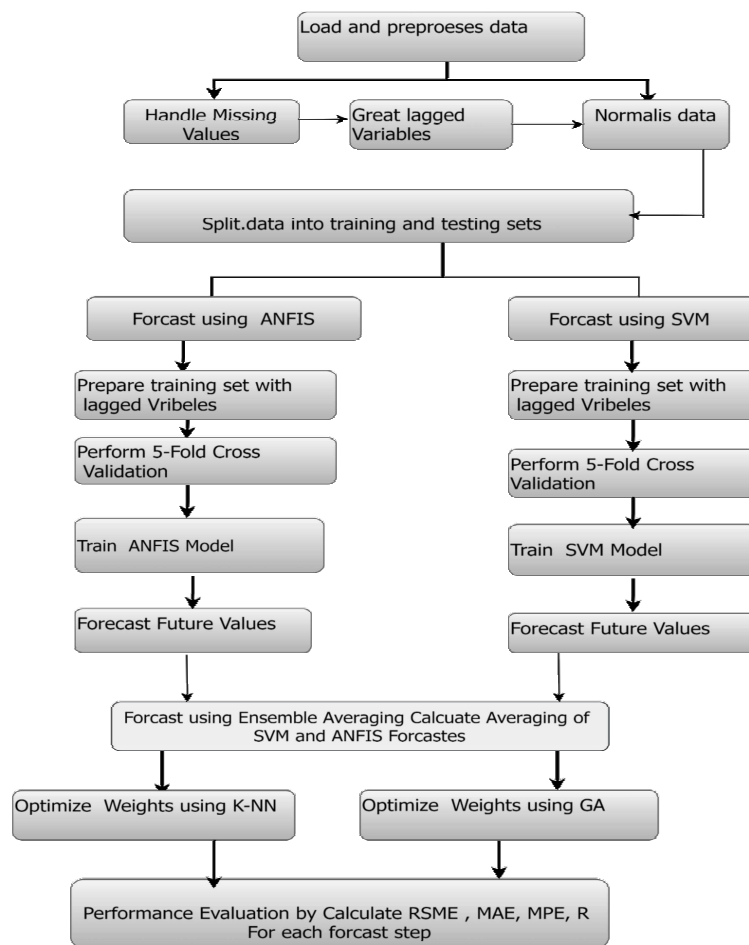 Load and preproeses data
Handle Missing
Values
Great lagged
Variables
Normalis data
Split.data into training and testing sets
Forcast using ANFIS
Forcast using SVM
Prepare training set with
lagged Vribeles
Prepare training set with
lagged Vribeles
Perform 5-Fold Cross
Validation
Perform 5-Fold Cross
Validation
Train ANFIS Model
Train SVM Model
Forecast Future Values
Forecast Future Values
Forcast using Ensemble Averaging Calcuate Averaging of
SVM and ANFIS Forcastes
Optimize Weights using K-NN
Optimize Weights using GA
Performance Evaluation by Calculate RSME , MAE, MPE, R
For each forcast step